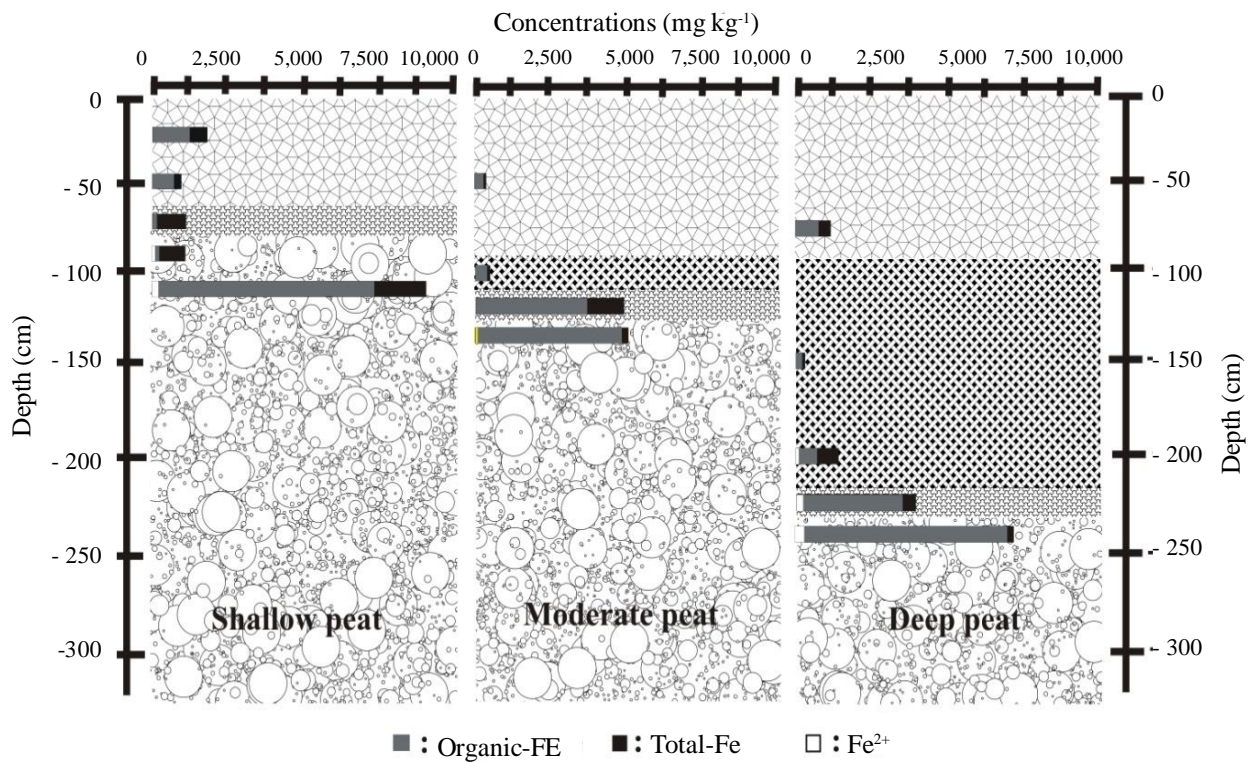 Concentrations (mg kg-1)
0 2,500 5,000 7,500 10,000 0 2,500 5,000 7,500 10,000 0 2,500 5,000 7,500 10,000
0
- 50
- 100
-150
- 200
-250
-300
Depth (cm)
0
- 50
- 100
- 150
- 200
- 250
- 300
Depth (cm)
Shallow peat
Moderate peat
Deep peat
: Organic-FE : Total-Fe : Fe2+